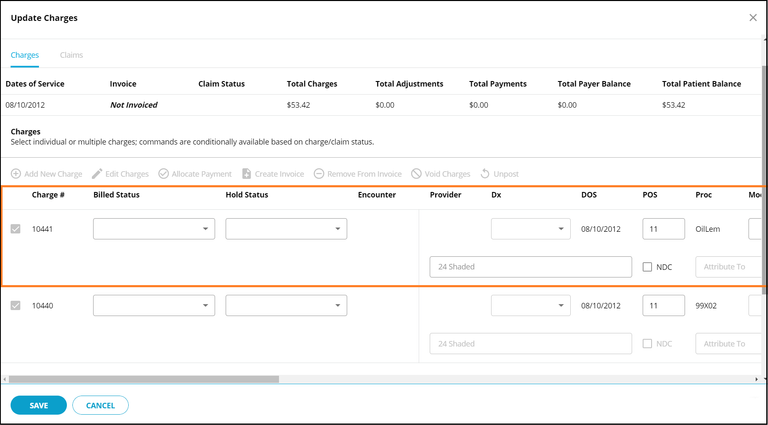 Update Charges
Charges Claims
Dates of Service Invoice Claim Status Total Charges Total Adjustments Total Payments Total Payer Balance Total Patient Balance
08/10/2012 Not Invoiced $53.42 $0.00 $0.00 $0.00 $53.42
Charges
Select individual or multiple charges; commands are conditionally available based on charge/claim status.
Add New Charge Edit Charges Allocate Payment Create Invoice Remove From Invoice Void Charges Unpost
Charge # Billed Status Hold Status Encounter Provider Dx DOS POS Proc Mo
10441 08/10/2012 11 OilLem
24 Shaded NDC Attribute To
10440 08/10/2012 11 99X02
24 Shaded NDC Attribute To
SAVE CANCEL